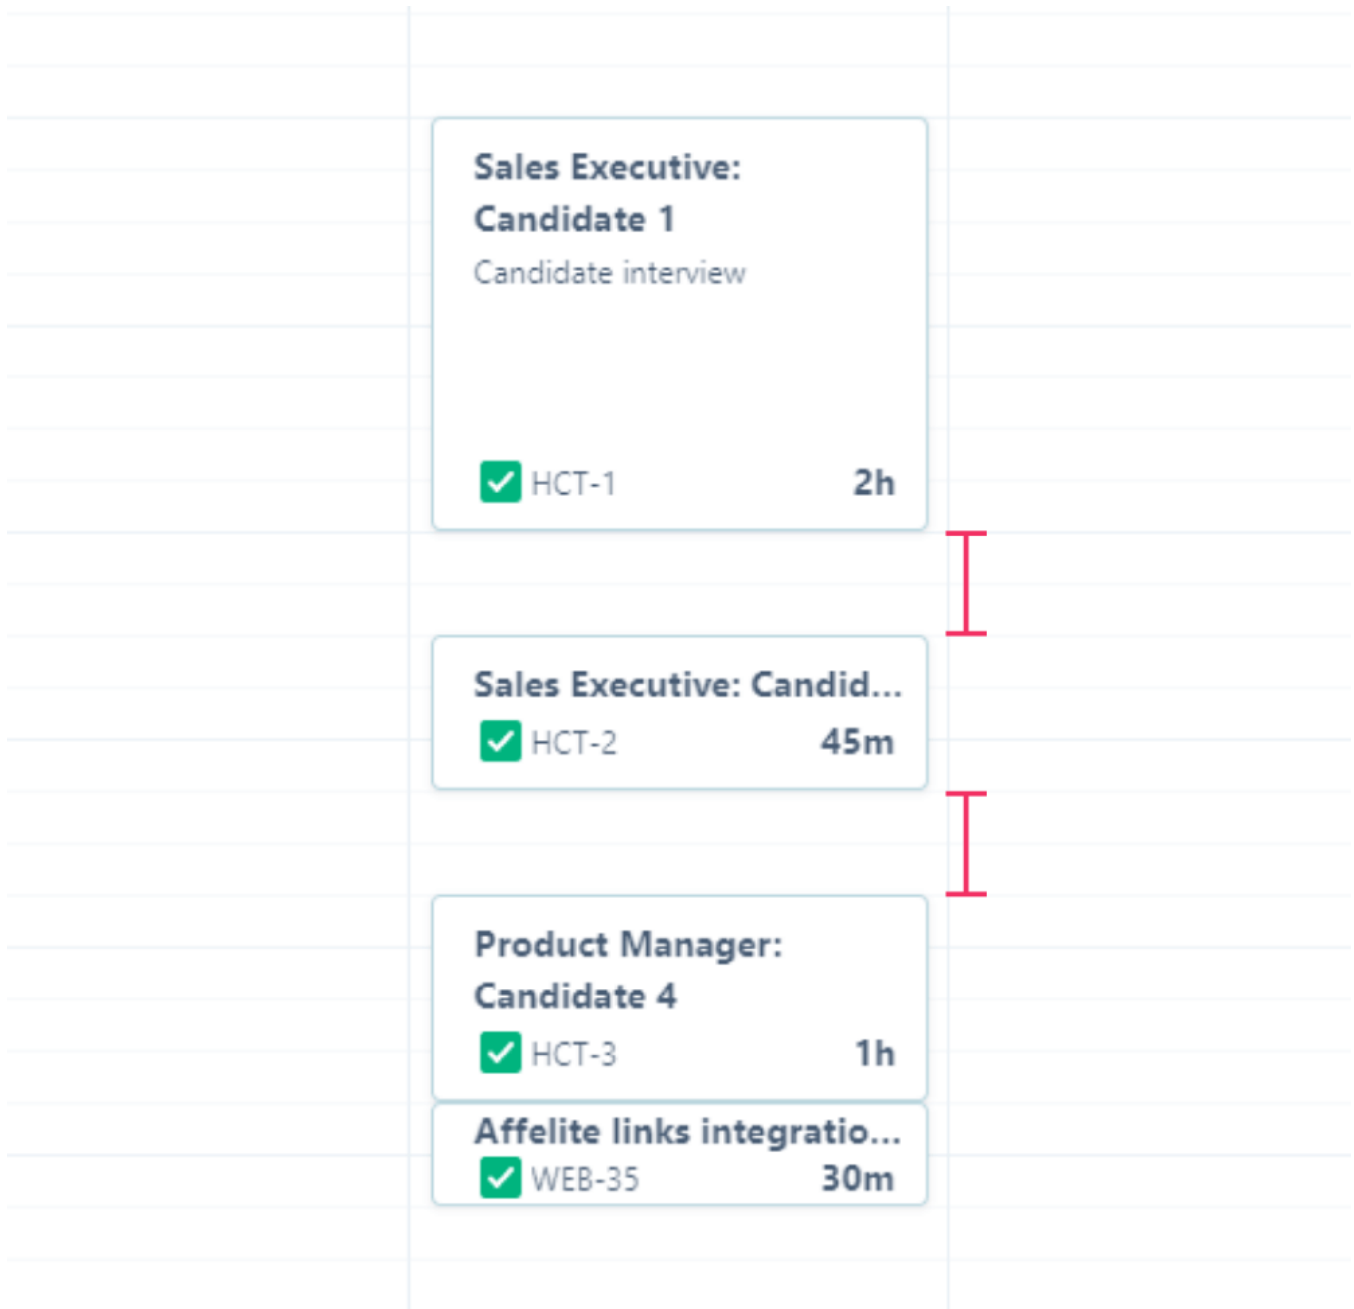 Sales Executive:
Candidate 1
Candidate interview
HCT-1 2h
Sales Executive: Candid...
HCT-2 45m
Product Manager:
Candidate 4
HCT-3 1h
Affelite links integratio...
WEB-35 30m